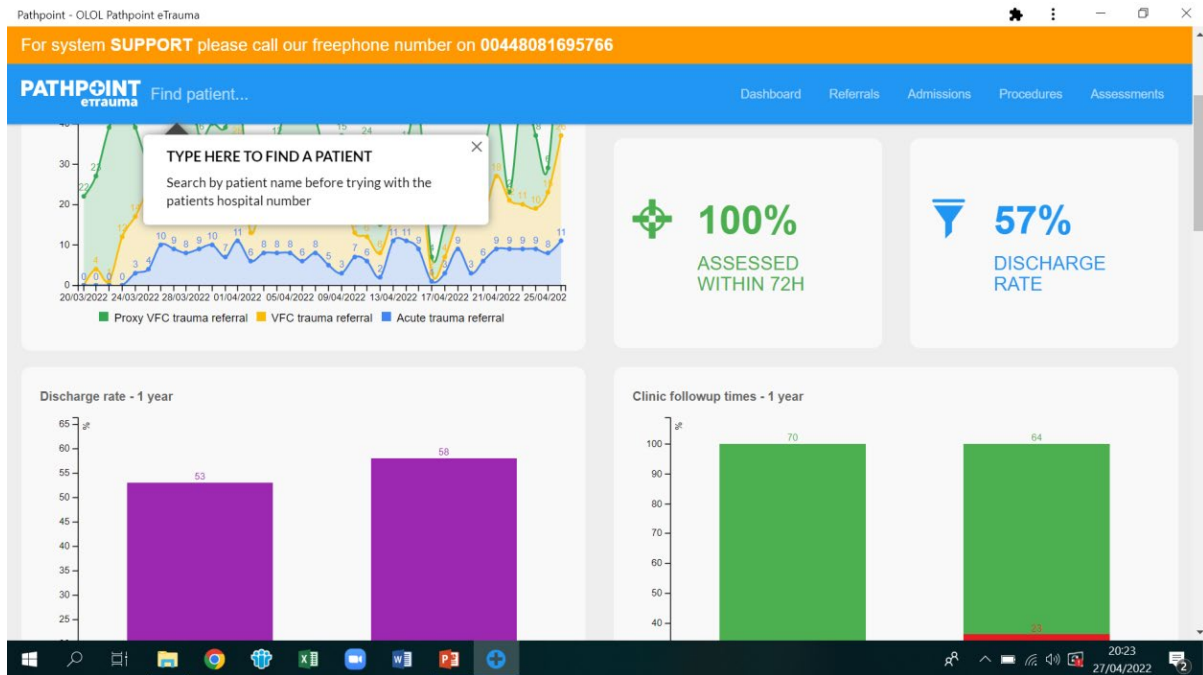 Pathpoint - OLOL Pathpoint eTrauma
For system SUPPORT please call our freephone number on 00448081695766
PATHPOINT
eTrauma
Find patient...
Dashboard Referrals Admissions Procedures Assessments
TYPE HERE TO FIND A PATIENT
Search by patient name before trying with the
patients hospital number
30
20
10
0
20/03/2022 24/03/2022 28/03/2022 01/04/2022 05/04/2022 09/04/2022 13/04/2022 17/04/2022 21/04/2022 25/04/202
Proxy VFC trauma referral VFC trauma referral Acute trauma referral
100%
ASSESSED
WITHIN 72H
57%
DISCHARGE
RATE
Discharge rate - 1 year
65
%
60
55
50
45
40
35
30
25
53
58
Clinic followup times - 1 year
%
100
90
80
70
60
50
40
70
64
23
20:23
27/04/2022
2